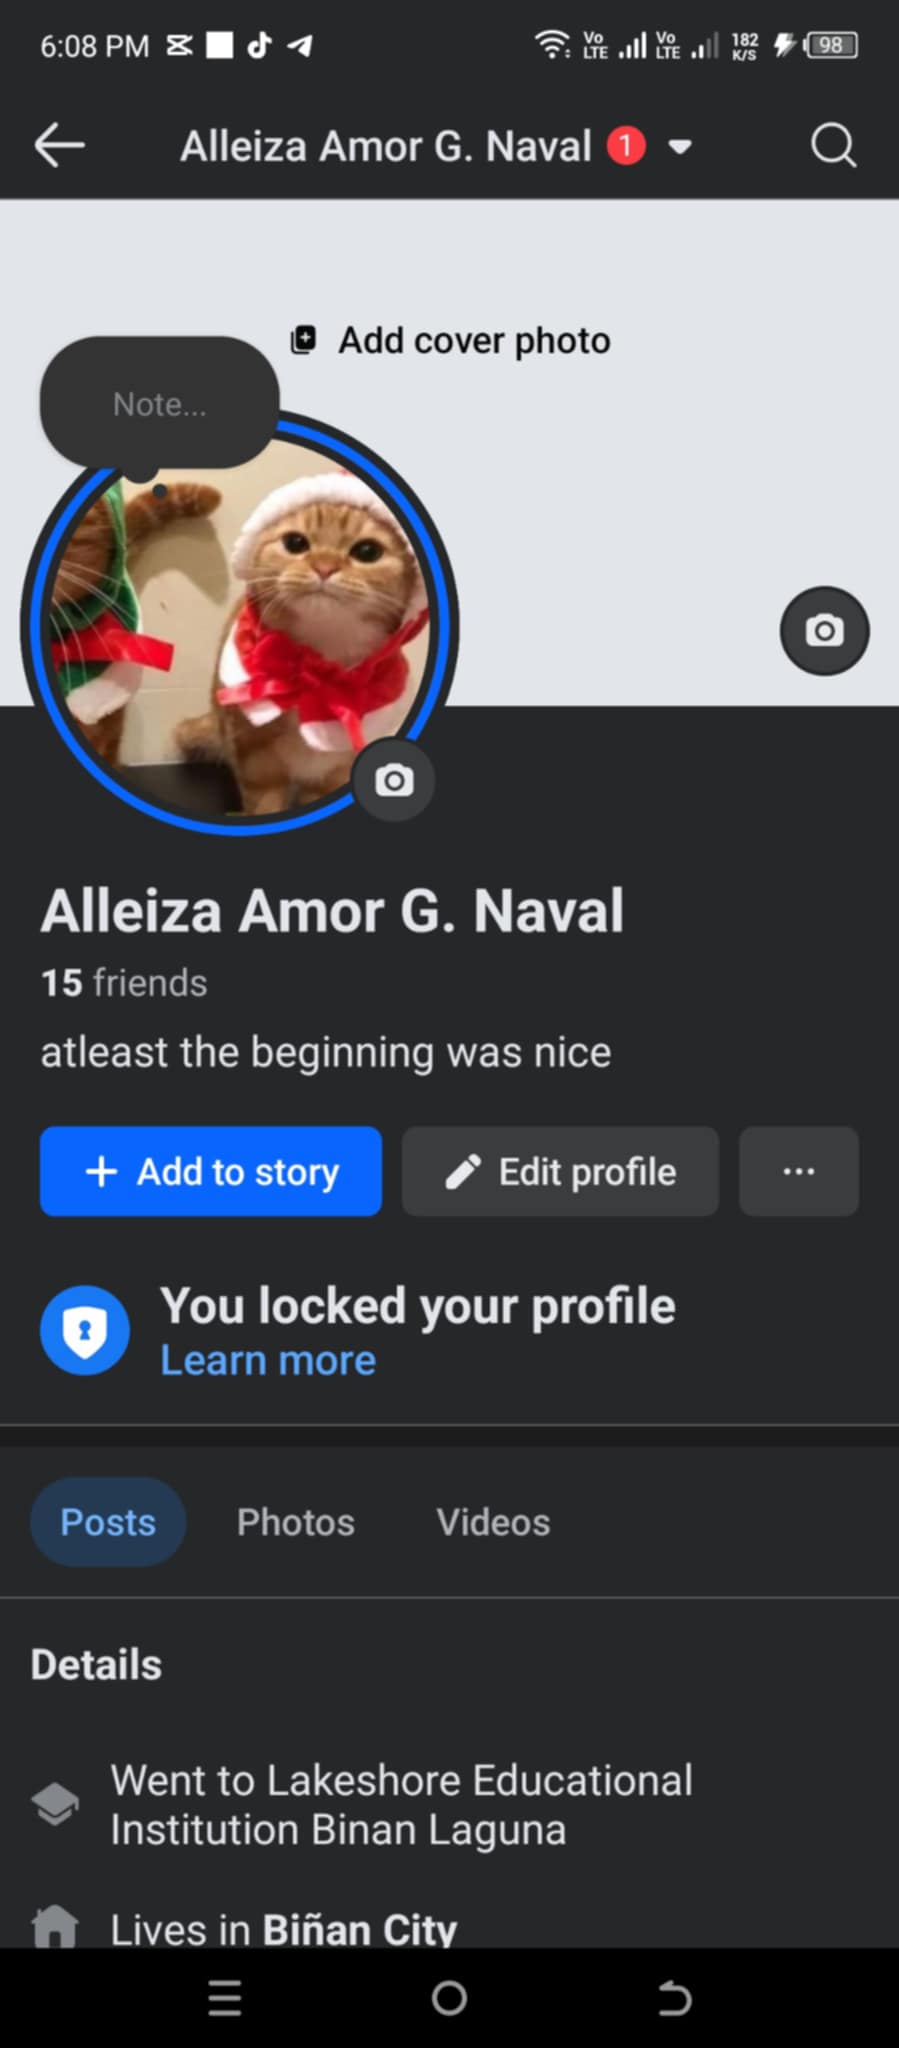 6:08 PM
Vo LTE
Vo LTE
182 K/S
98
Alleiza Amor G. Naval 1
Add cover photo
Note...
Alleiza Amor G. Naval
15 friends
atleast the beginning was nice
+ Add to story
Edit profile
...
You locked your profile
Learn more
Posts
Photos
Videos
Details
Went to Lakeshore Educational
Institution Binan Laguna
Lives in Biñan City